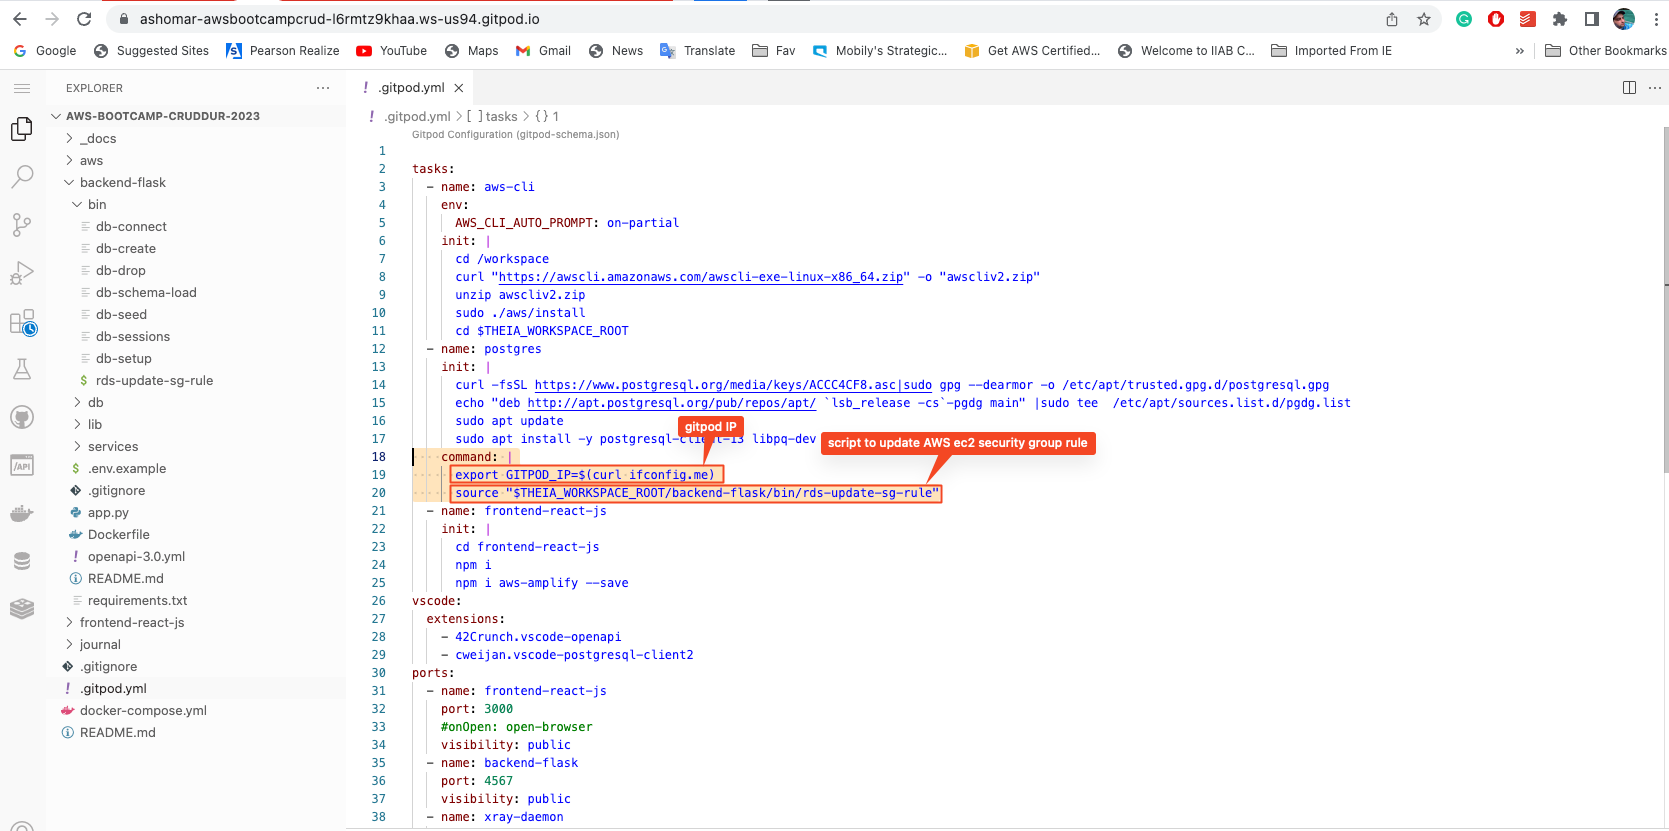 ashomar-awsbootcampcrud-l6rmtz9khaa.ws-us94.gitpod.io
Google Suggested Sites Pearson Realize YouTube Maps Gmail News Translate Fav Mobily's Strategic... Get AWS Certified... Welcome to IIAB C... Imported From IE » Other Bookmarks
EXPLORER ···
AWS-BOOTCAMP-CRUDDUR-2023
_docs
aws
backend-flask
bin
db-connect
db-create
db-drop
db-schema-load
db-seed
db-sessions
db-setup
$ rds-update-sg-rule
db
lib
services
$ .env.example
.gitignore
app.py
Dockerfile
! openapi-3.0.yml
README.md
requirements.txt
frontend-react-js
journal
.gitignore
! .gitpod.yml
docker-compose.yml
README.md
/API
! .gitpod.yml ×
! .gitpod.yml > [ ] tasks > {} 1
Gitpod Configuration (gitpod-schema.json)
1
2 tasks:
3 - name: aws-cli
4 env:
5 AWS_CLI_AUTO_PROMPT: on-partial
6 init: |
7 cd /workspace
8 curl "https://awscli.amazonaws.com/awscli-exe-linux-x86_64.zip" -o "awscliv2.zip"
9 unzip awscliv2.zip
10 sudo ./aws/install
11 cd $THEIA_WORKSPACE_ROOT
12 - name: postgres
13 init: |
14 curl -fsSL https://www.postgresql.org/media/keys/ACCC4CF8.asc|sudo gpg --dearmor -o /etc/apt/trusted.gpg.d/postgresql.gpg
15 echo "deb http://apt.postgresql.org/pub/repos/apt/ `lsb_release -cs`-pgdg main" |sudo tee /etc/apt/sources.list.d/pgdg.list
16 sudo apt update
gitpod IP
17 sudo apt install -y postgresql-client-13 libpq-dev
script to update AWS ec2 security group rule
18 command: |
19 export GITPOD_IP=$(curl ifconfig.me)
20 source "$THEIA_WORKSPACE_ROOT/backend-flask/bin/rds-update-sg-rule"
21 - name: frontend-react-js
22 init: |
23 cd frontend-react-js
24 npm i
25 npm i aws-amplify --save
26 vscode:
27 extensions:
28 - 42Crunch.vscode-openapi
29 - cweijan.vscode-postgresql-client2
30 ports:
31 - name: frontend-react-js
32 port: 3000
33 #onOpen: open-browser
34 visibility: public
35 - name: backend-flask
36 port: 4567
37 visibility: public
38 - name: xray-daemon